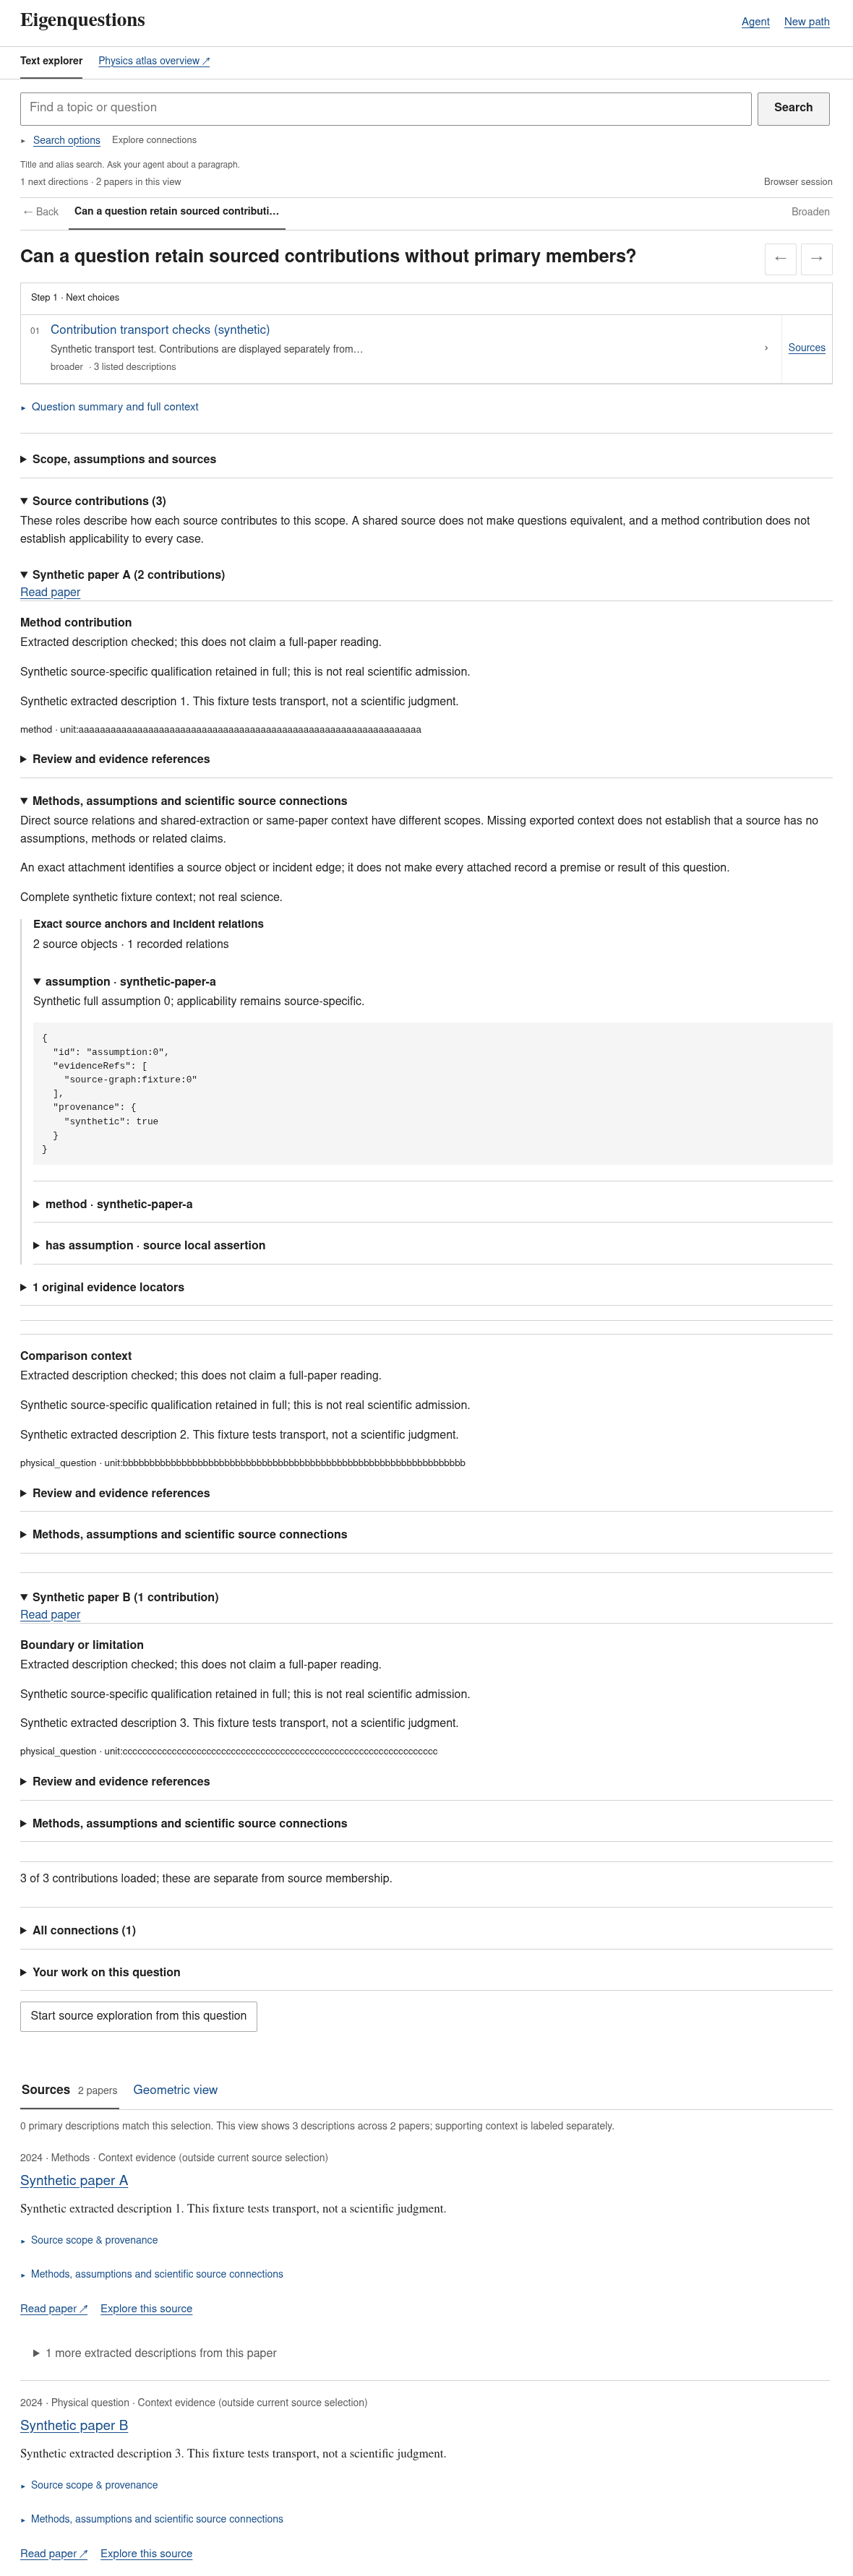 Eigenquestions
Agent New path
Text explorer Physics atlas overview ↗
Find a topic or question
Search
▸ Search options Explore connections
Title and alias search. Ask your agent about a paragraph.
1 next directions · 2 papers in this view Browser session
← Back Can a question retain sourced contributi... Broaden
Can a question retain sourced contributions without primary members?
← →
Step 1 · Next choices
01 Contribution transport checks (synthetic)
Synthetic transport test. Contributions are displayed separately from…
broader · 3 listed descriptions
› Sources
▸ Question summary and full context
▶ Scope, assumptions and sources
▼ Source contributions (3)
These roles describe how each source contributes to this scope. A shared source does not make questions equivalent, and a method contribution does not
establish applicability to every case.
▼ Synthetic paper A (2 contributions)
Read paper
Method contribution
Extracted description checked; this does not claim a full-paper reading.
Synthetic source-specific qualification retained in full; this is not real scientific admission.
Synthetic extracted description 1. This fixture tests transport, not a scientific judgment.
method · unit:aaaaaaaaaaaaaaaaaaaaaaaaaaaaaaaaaaaaaaaaaaaaaaaaaaaaaaaaaaaaaaaa
▶ Review and evidence references
▼ Methods, assumptions and scientific source connections
Direct source relations and shared-extraction or same-paper context have different scopes. Missing exported context does not establish that a source has no
assumptions, methods or related claims.
An exact attachment identifies a source object or incident edge; it does not make every attached record a premise or result of this question.
Complete synthetic fixture context; not real science.
Exact source anchors and incident relations
2 source objects · 1 recorded relations
▼ assumption · synthetic-paper-a
Synthetic full assumption 0; applicability remains source-specific.
{
"id": "assumption:0",
"evidenceRefs": [
"source-graph:fixture:0"
],
"provenance": {
"synthetic": true
}
}
▶ method · synthetic-paper-a
▶ has assumption · source local assertion
▶ 1 original evidence locators
Comparison context
Extracted description checked; this does not claim a full-paper reading.
Synthetic source-specific qualification retained in full; this is not real scientific admission.
Synthetic extracted description 2. This fixture tests transport, not a scientific judgment.
physical_question · unit:bbbbbbbbbbbbbbbbbbbbbbbbbbbbbbbbbbbbbbbbbbbbbbbbbbbbbbbbbbbbbbbb
▶ Review and evidence references
▶ Methods, assumptions and scientific source connections
▼ Synthetic paper B (1 contribution)
Read paper
Boundary or limitation
Extracted description checked; this does not claim a full-paper reading.
Synthetic source-specific qualification retained in full; this is not real scientific admission.
Synthetic extracted description 3. This fixture tests transport, not a scientific judgment.
physical_question · unit:cccccccccccccccccccccccccccccccccccccccccccccccccccccccccccccccc
▶ Review and evidence references
▶ Methods, assumptions and scientific source connections
3 of 3 contributions loaded; these are separate from source membership.
▶ All connections (1)
▶ Your work on this question
Start source exploration from this question
Sources 2 papers Geometric view
0 primary descriptions match this selection. This view shows 3 descriptions across 2 papers; supporting context is labeled separately.
2024 · Methods · Context evidence (outside current source selection)
Synthetic paper A
Synthetic extracted description 1. This fixture tests transport, not a scientific judgment.
▸ Source scope & provenance
▸ Methods, assumptions and scientific source connections
Read paper ↗ Explore this source
▶ 1 more extracted descriptions from this paper
2024 · Physical question · Context evidence (outside current source selection)
Synthetic paper B
Synthetic extracted description 3. This fixture tests transport, not a scientific judgment.
▸ Source scope & provenance
▸ Methods, assumptions and scientific source connections
Read paper ↗ Explore this source